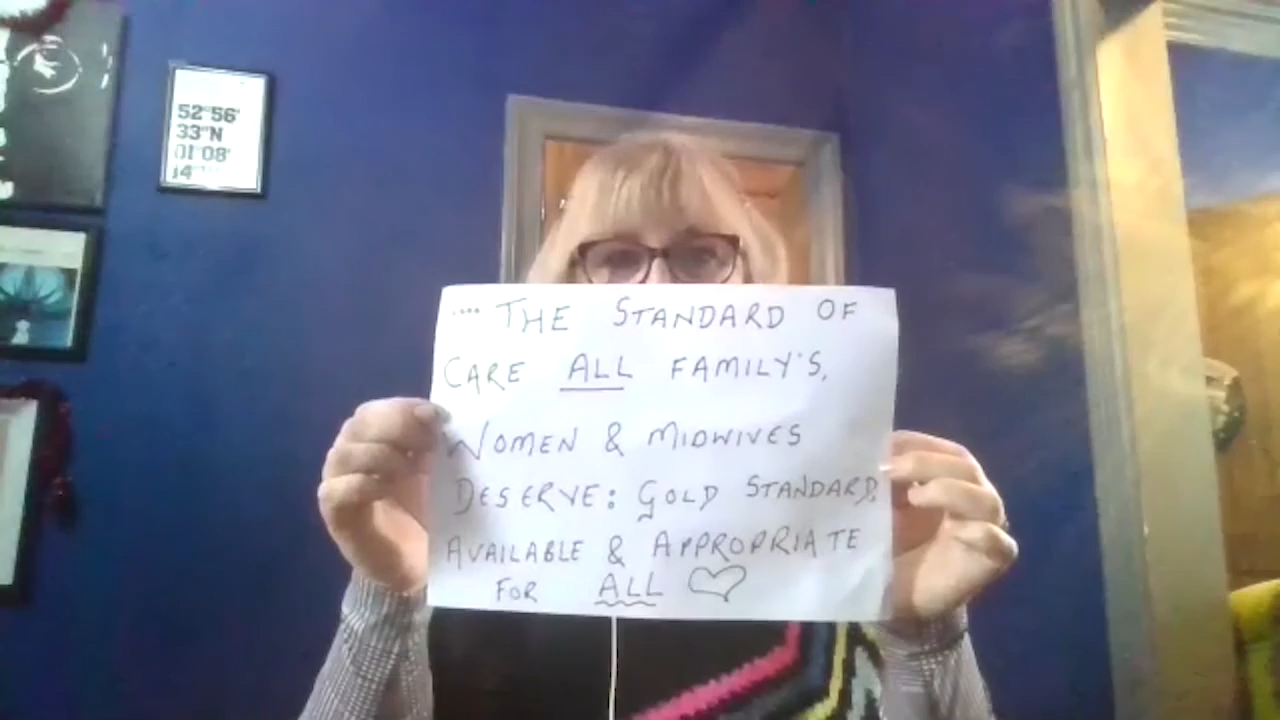 52°56'
33"N
01°08'
14"
.... THE STANDARD OF
CARE ALL FAMILY'S,
WOMEN & MIDWIVES
DESERVE: GOLD STANDARD,
AVAILABLE & APPROPRIATE
FOR ALL